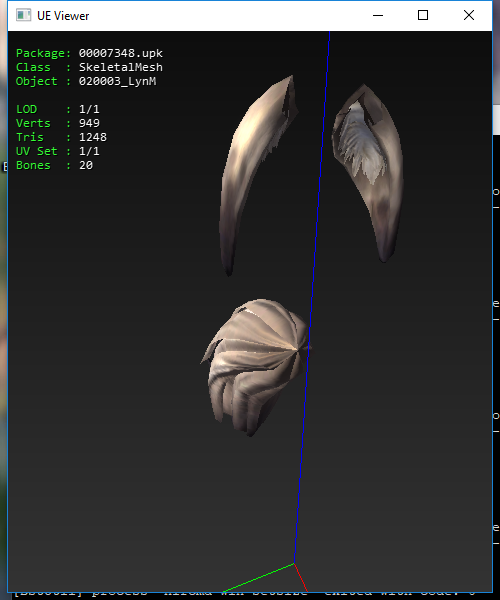 UE Viewer
Package: 00007348.upk
Class : SkeletalMesh
Object : 020003_LynM
LOD : 1/1
Verts : 949
Tris : 1248
UV Set : 1/1
Bones : 20